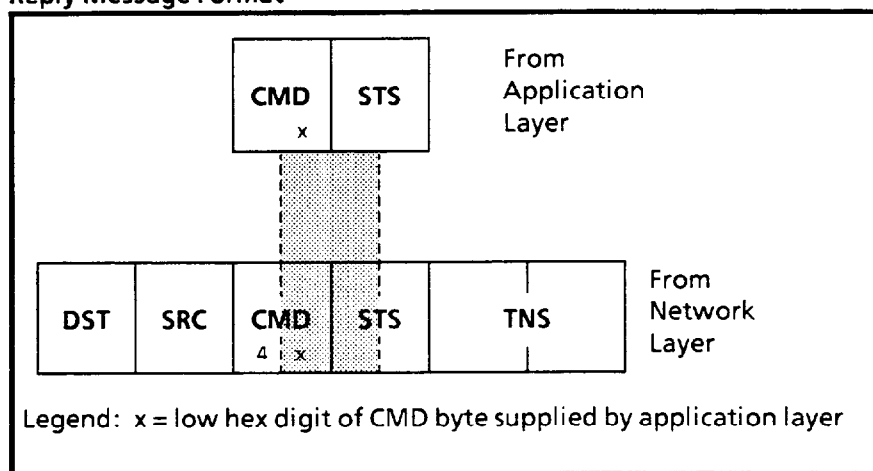 Reply Message Format
CMD STS
x
From
Application
Layer
DST SRC CMD STS TNS
4 x
From
Network
Layer
Legend: x = low hex digit of CMD byte supplied by application layer